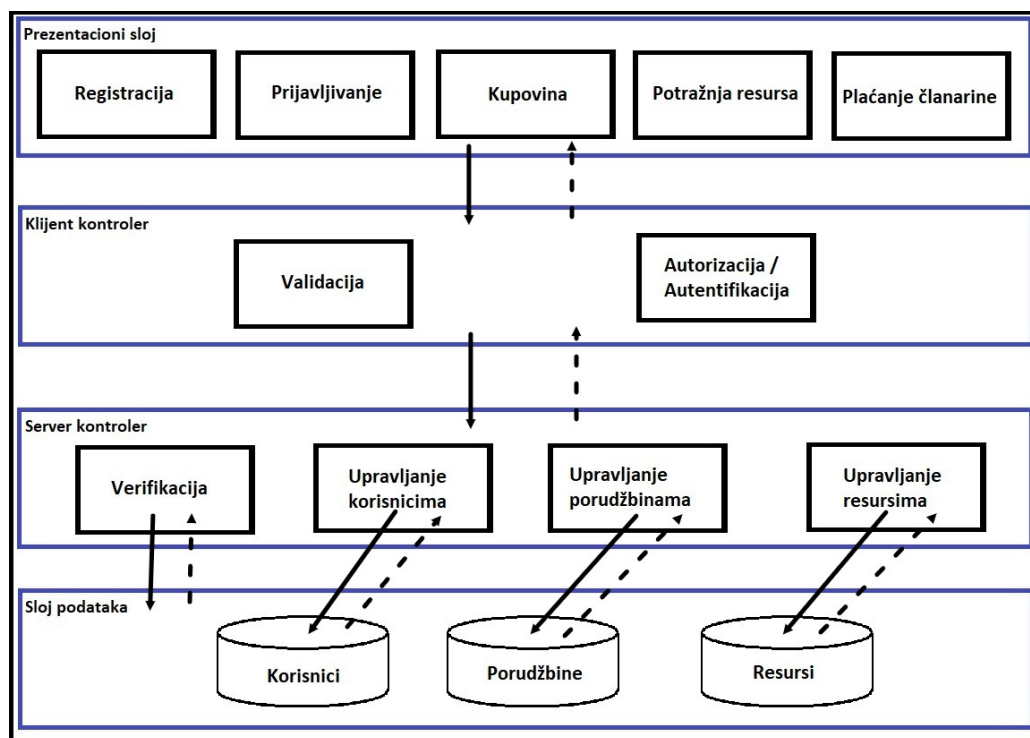 Prezentacioni sloj
Registracija
Prijavljivanje
Kupovina
Potražnja resursa
Plaćanje članarine
Klijent kontroler
Validacija
Autorizacija /
Autentifikacija
Server kontroler
Verifikacija
Upravljanje
korisnicima
Upravljanje
porudžbinama
Upravljanje
resursima
Sloj podataka
Korisnici
Porudžbine
Resursi